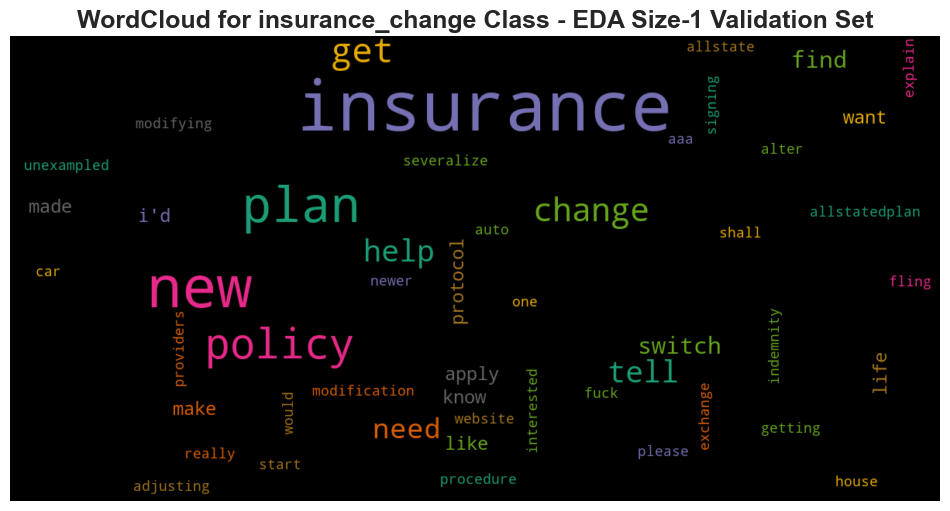 WordCloud for insurance_change Class - EDA Size-1 Validation Set
get
allstate
find
explain
insurance
signing
want
modifying
aaa
alter
severalize
unexampled
plan
change
made
i'd
allstatedplan
auto
shall
help
protocol
car
newer
new
one
fling
providers
policy
switch
indemnity
tell
life
apply
modification
know
fuck
interested
exchange
make
would
website
need
like
getting
really
start
please
procedure
house
adjusting